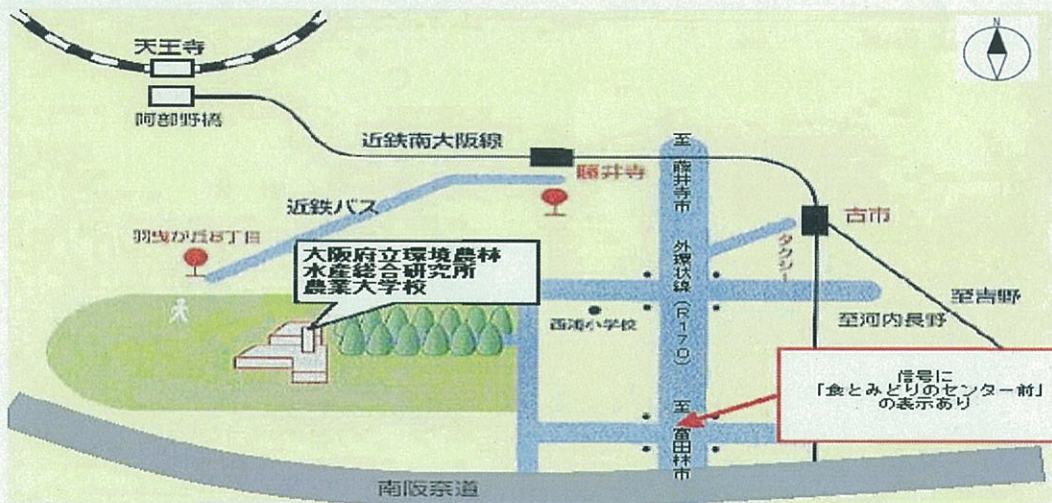 天王寺
阿部野橋
N
近鉄南大阪線
藤井寺
近鉄バス
羽曳が丘8丁目
大阪府立環境農林
水産総合研究所
農業大学校
至 藤井寺市
外環状線(R170)
至 富田林市
古市
タクシー
西浦小学校
至吉野
至河内長野
信号に
「食とみどりのセンター前」
の表示あり
南阪奈道